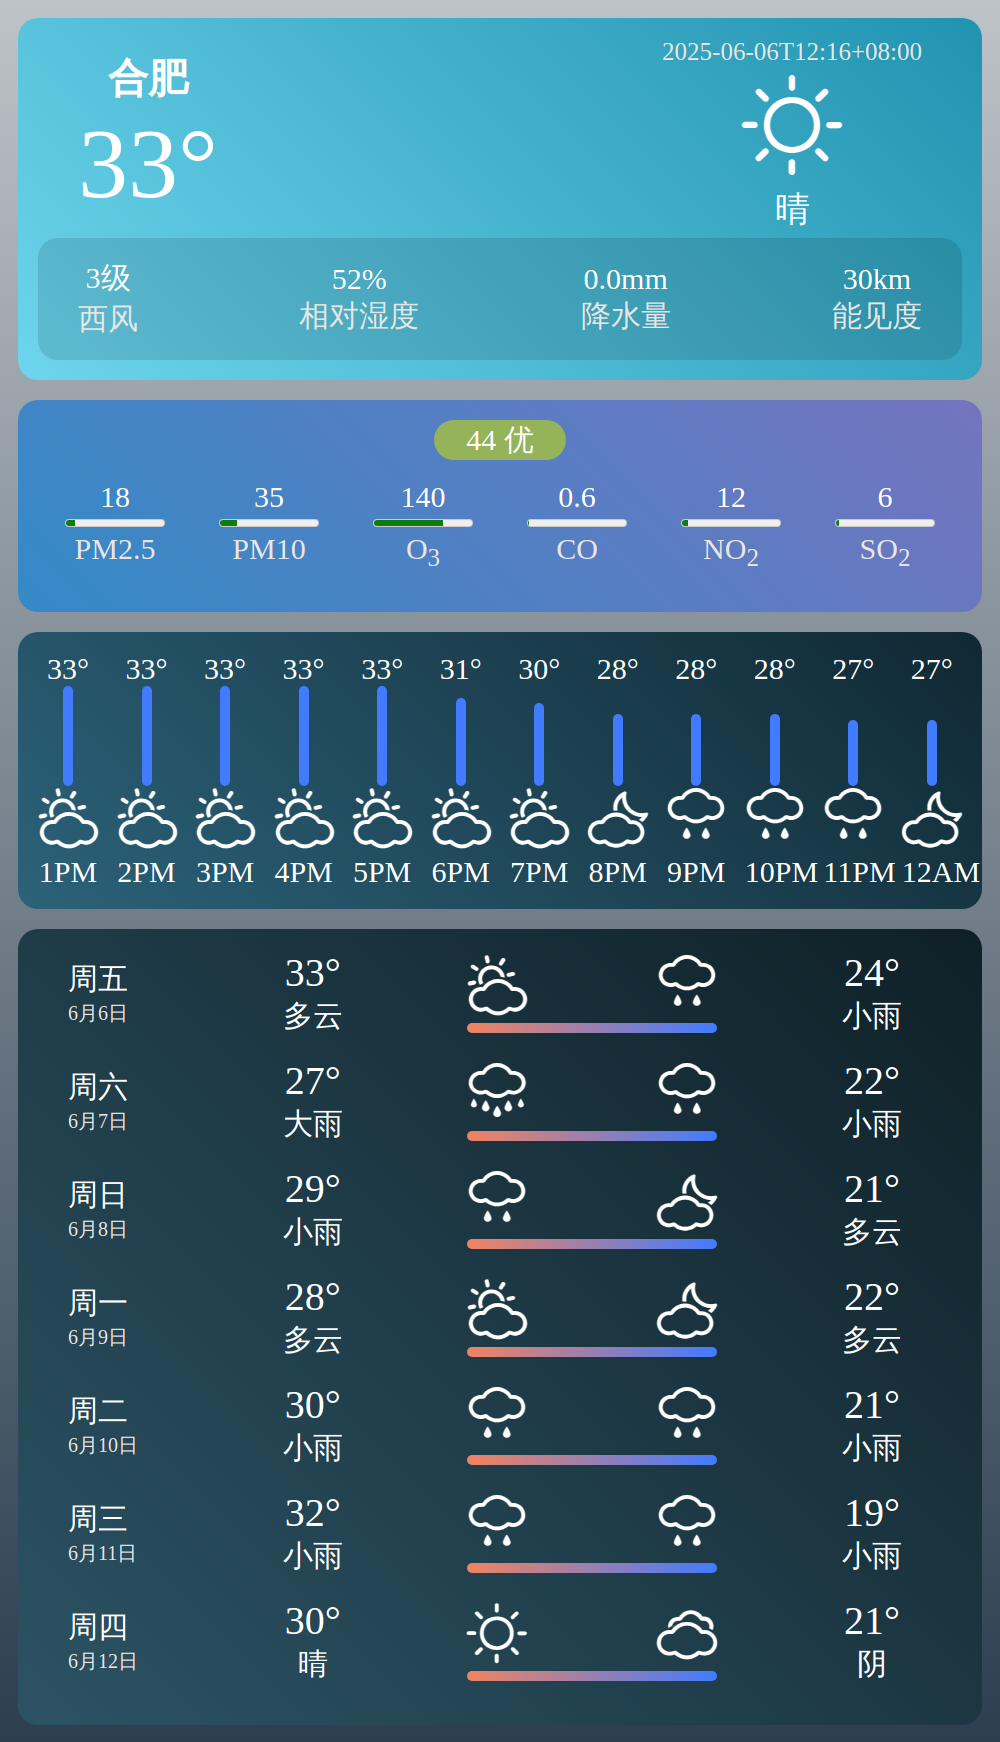 合肥
33°
2025-06-06T12:16+08:00
晴
3级 52% 0.0mm 30km
西风 相对湿度 降水量 能见度
44 优
18 35 140 0.6 12 6
PM2.5 PM10 O3 CO NO2 SO2
33° 33° 33° 33° 33° 31° 30° 28° 28° 28° 27° 27°
1PM 2PM 3PM 4PM 5PM 6PM 7PM 8PM 9PM 10PM 11PM 12AM
周五 33° 24°
6月6日 多云 小雨
周六 27° 22°
6月7日 大雨 小雨
周日 29° 21°
6月8日 小雨 多云
周一 28° 22°
6月9日 多云 多云
周二 30° 21°
6月10日 小雨 小雨
周三 32° 19°
6月11日 小雨 小雨
周四 30° 21°
6月12日 晴 阴